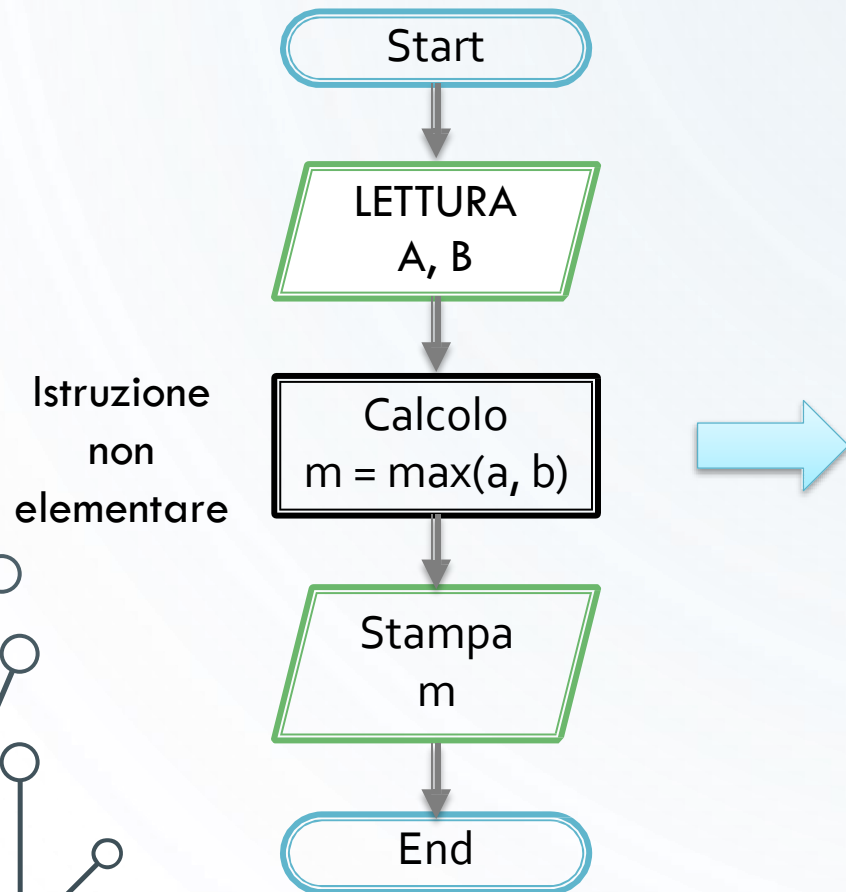 Start
LETTURA
A, B
Istruzione
non
elementare
Calcolo
m = max(a, b)
Stampa
m
End